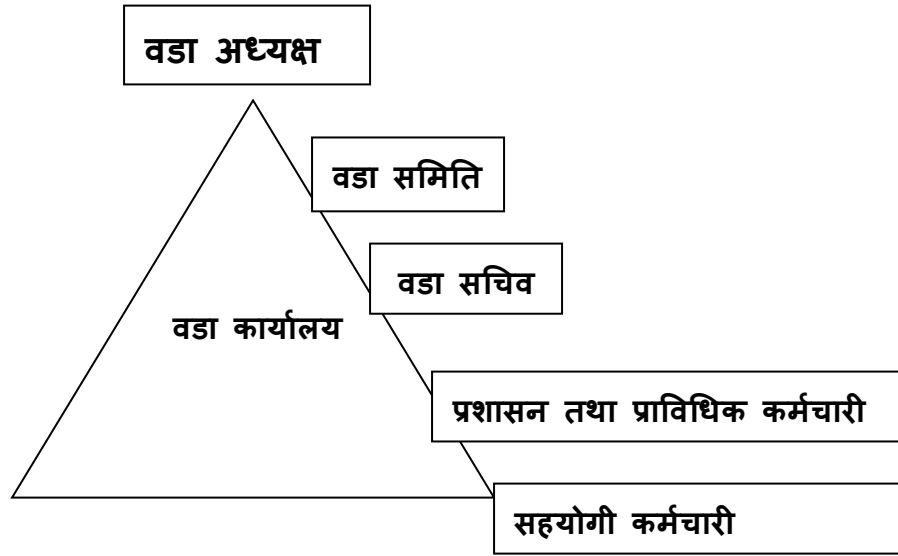 वडा अध्यक्ष
वडा समिति
वडा सचिव
वडा कार्यालय
प्रशासन तथा प्राविधिक कर्मचारी
सहयोगी कर्मचारी